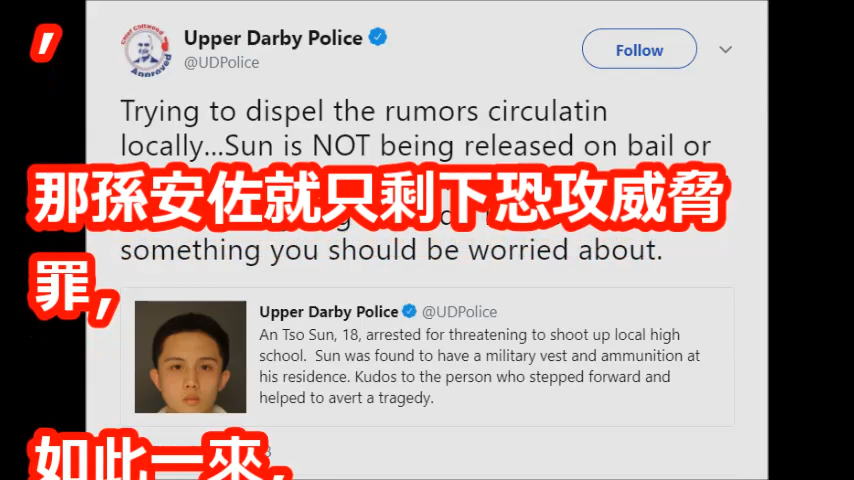 ,
Upper Darby Police
@UDPolice
Follow
Trying to dispel the rumors circulatin
locally...Sun is NOT being released on bail or
那孫安佐就只剩下恐攻威脅
something you should be worried about.
罪,
Upper Darby Police @UDPolice
An Tso Sun, 18, arrested for threatening to shoot up local high
school. Sun was found to have a military vest and ammunition at
his residence. Kudos to the person who stepped forward and
helped to avert a tragedy.
如此一來,